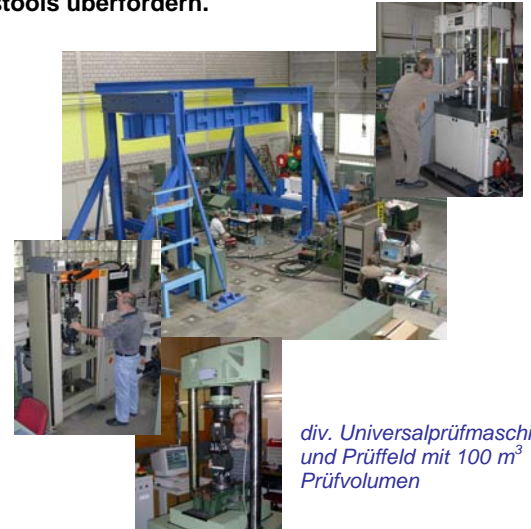 stools überfordern.
div. Universalprüfmaschi
und Prüffeld mit 100 m³
Prüfvolumen